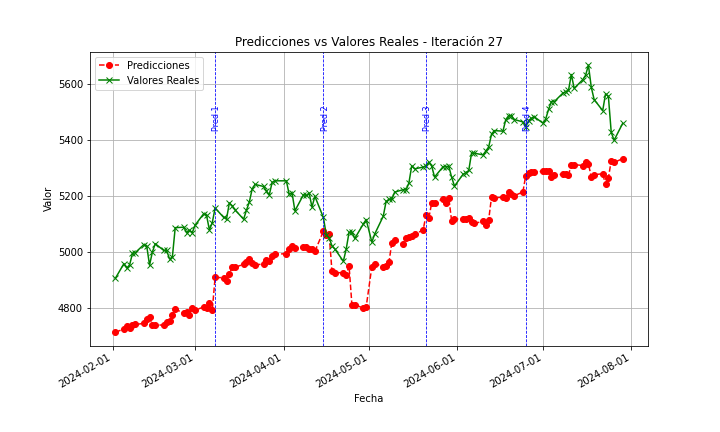 Predicciones vs Valores Reales - Iteración 27
Predicciones
Valores Reales
Pred 1
Pred 2
Pred 3
Pred 4
Valor
5600
5400
5200
5000
4800
2024-02-01
2024-03-01
2024-04-01
2024-05-01
2024-06-01
2024-07-01
2024-08-01
Fecha